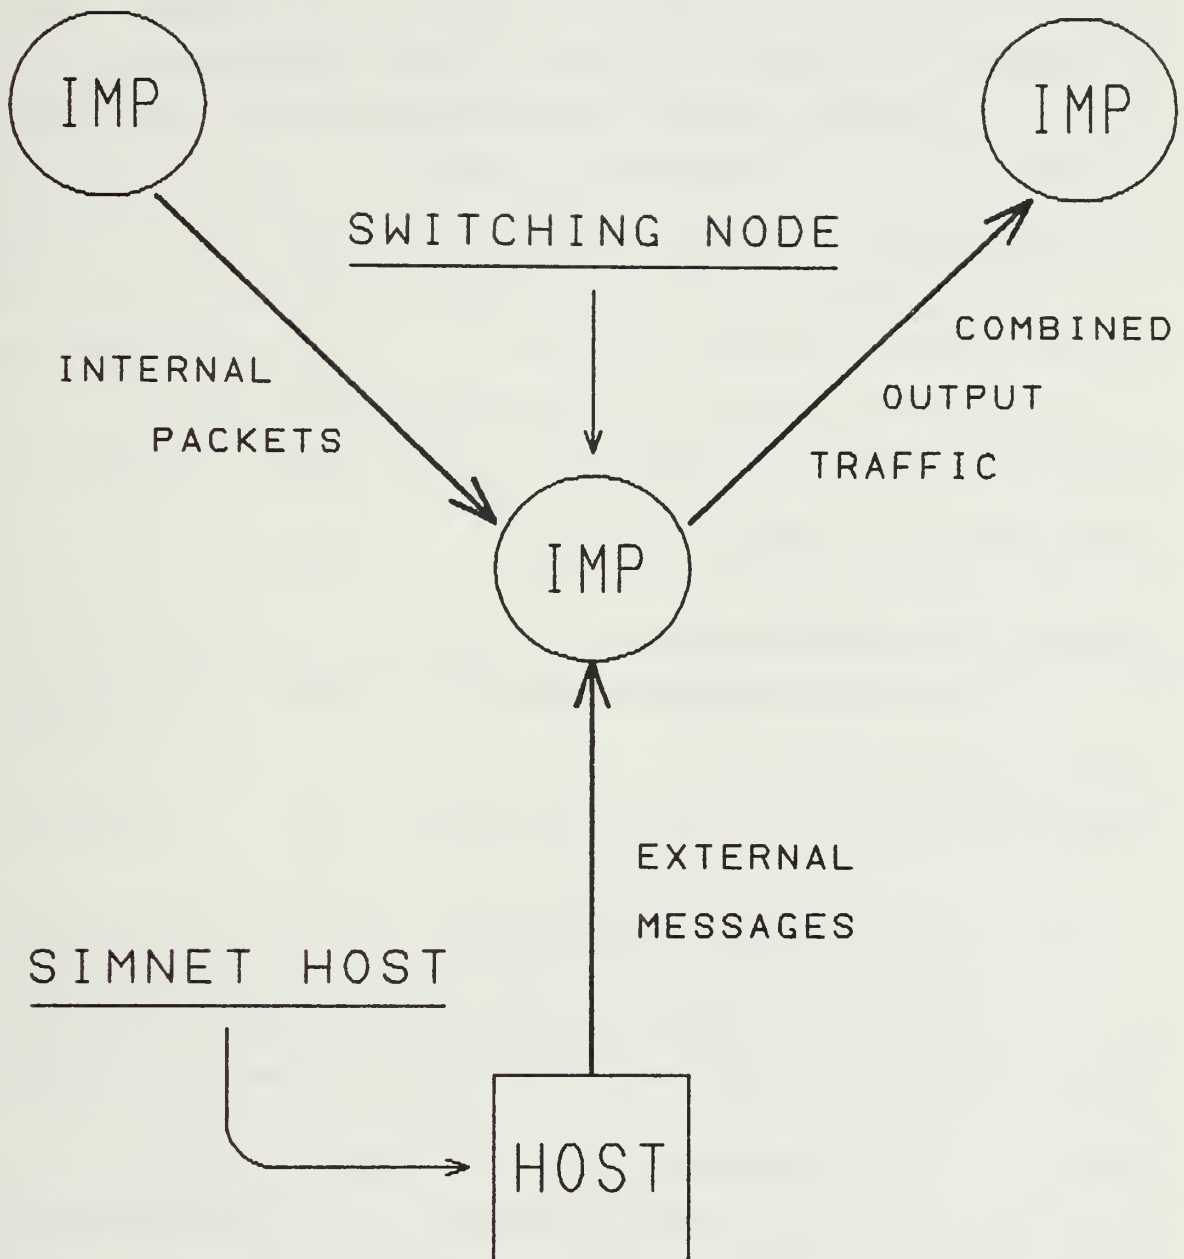 IMP
IMP
SWITCHING NODE
INTERNAL
PACKETS
COMBINED
OUTPUT
TRAFFIC
IMP
EXTERNAL
MESSAGES
SIMNET HOST
HOST